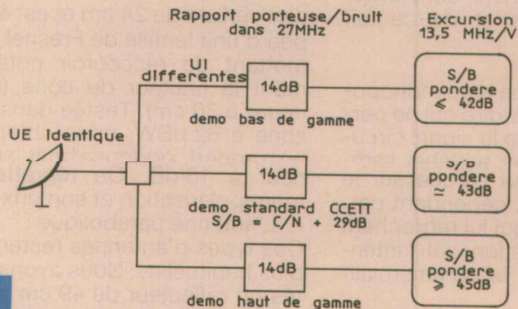 Rapport porteuse/bruit
dans 27MHz
Excursion
13,5 MHz/V
UI
differentes
14dB
S/B
pondere
≤ 42dB
demo bas de gamme
UE identique
14dB
S/B
pondere
≃ 43dB
demo standard CCETT
S/B C/N + 29dB
14dB
S/B
pondere
≥ 45dB
demo haut de gamme